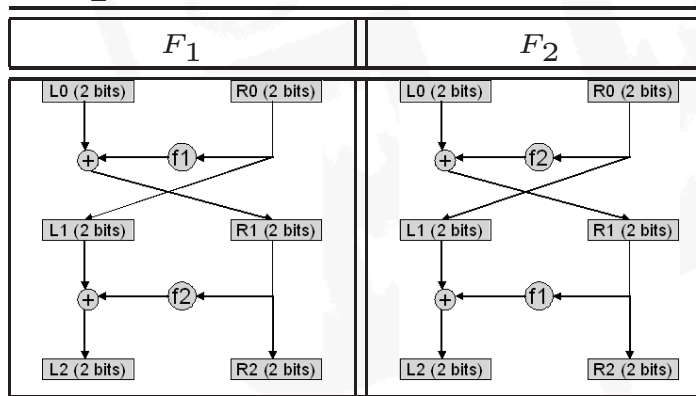 F1 F2
L0 (2 bits) R0 (2 bits) L0 (2 bits) R0 (2 bits)
+ f1 + f2
L1 (2 bits) R1 (2 bits) L1 (2 bits) R1 (2 bits)
+ f2 + f1
L2 (2 bits) R2 (2 bits) L2 (2 bits) R2 (2 bits)